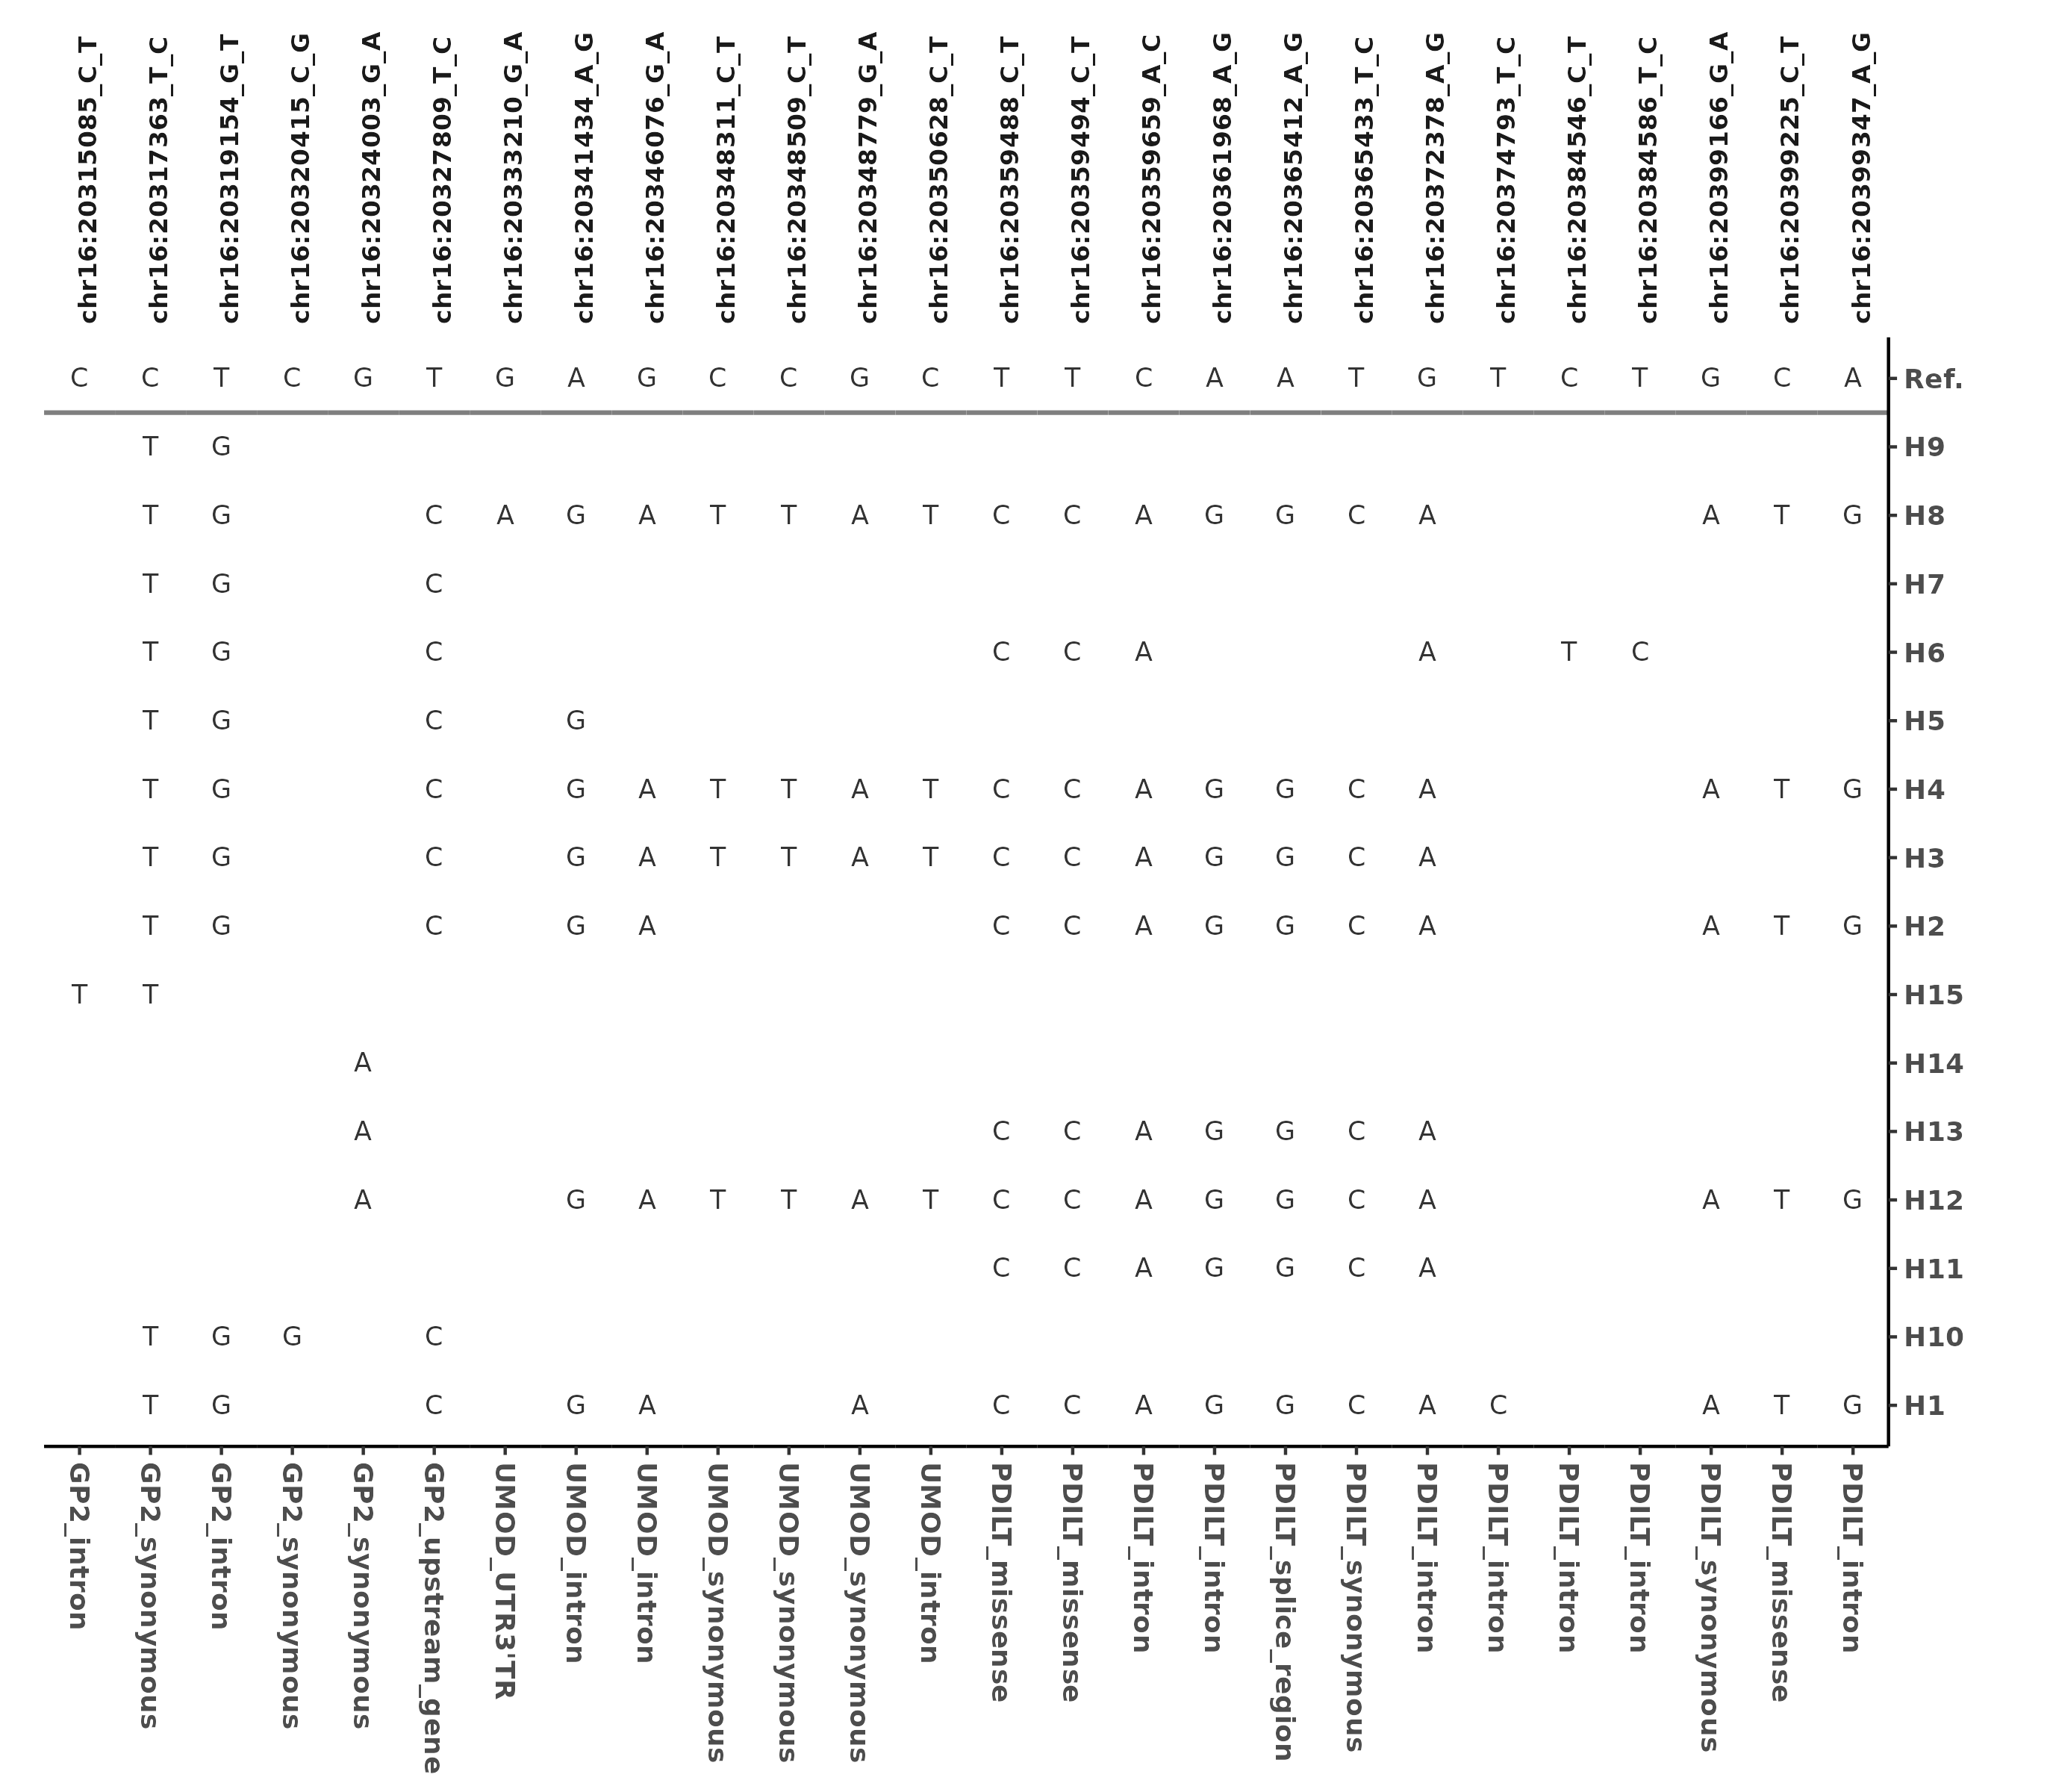 chr16:20315085_C_T chr16:20317363_T_C chr16:20319154_G_T chr16:20320415_C_G chr16:20324003_G_A chr16:20327809_T_C chr16:20333210_G_A chr16:20341434_A_G chr16:20346076_G_A chr16:20348311_C_T chr16:20348509_C_T chr16:20348779_G_A chr16:20350628_C_T chr16:20359488_C_T chr16:20359494_C_T chr16:20359659_A_C chr16:20361968_A_G chr16:20365412_A_G chr16:20365433_T_C chr16:20372378_A_G chr16:20374793_T_C chr16:20384546_C_T chr16:20384586_T_C chr16:20399166_G_A chr16:20399225_C_T chr16:20399347_A_G
C C T C G T G A G C C G C T T C A A T G T C T G C A Ref.
T G H9
T G C A G A T T A T C C A G G C A A T G H8
T G C H7
T G C C C A A T C H6
T G C G H5
T G C G A T T A T C C A G G C A A T G H4
T G C G A T T A T C C A G G C A H3
T G C G A C C A G G C A A T G H2
T T H15
A H14
A C C A G G C A H13
A G A T T A T C C A G G C A A T G H12
C C A G G C A H11
T G G C H10
T G C G A A C C A G G C A C A T G H1
GP2_intron GP2_synonymous GP2_intron GP2_synonymous GP2_synonymous GP2_upstream_gene UMOD_UTR3'TR UMOD_intron UMOD_intron UMOD_synonymous UMOD_synonymous UMOD_synonymous UMOD_intron PDILT_missense PDILT_missense PDILT_intron PDILT_intron PDILT_splice_region PDILT_synonymous PDILT_intron PDILT_intron PDILT_intron PDILT_intron PDILT_synonymous PDILT_missense PDILT_intron